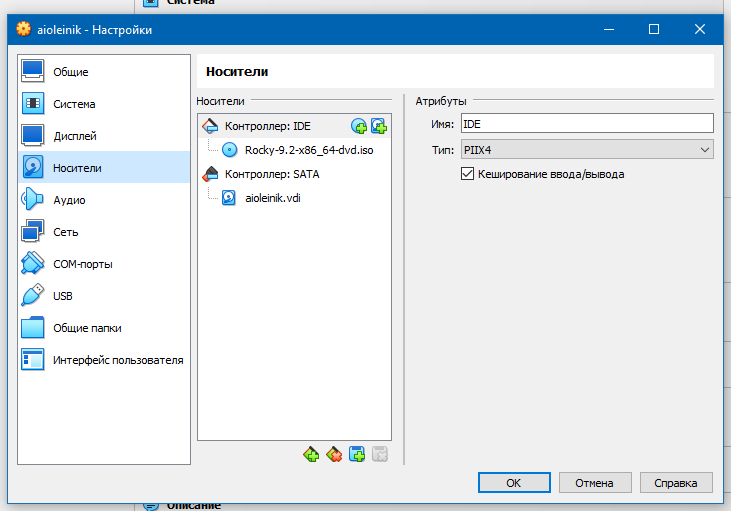 Система
aioleinik - Настройки
Общие
Система
Дисплей
Носители
Аудио
Сеть
COM-порты
USB
Общие папки
Интерфейс пользователя
Носители
Носители
Контроллер: IDE
Rocky-9.2-x86_64-dvd.iso
Контроллер: SATA
aioleinik.vdi
Атрибуты
Имя: IDE
Тип: PIIX4
Кеширование ввода/вывода
OK Отмена Справка
Описание